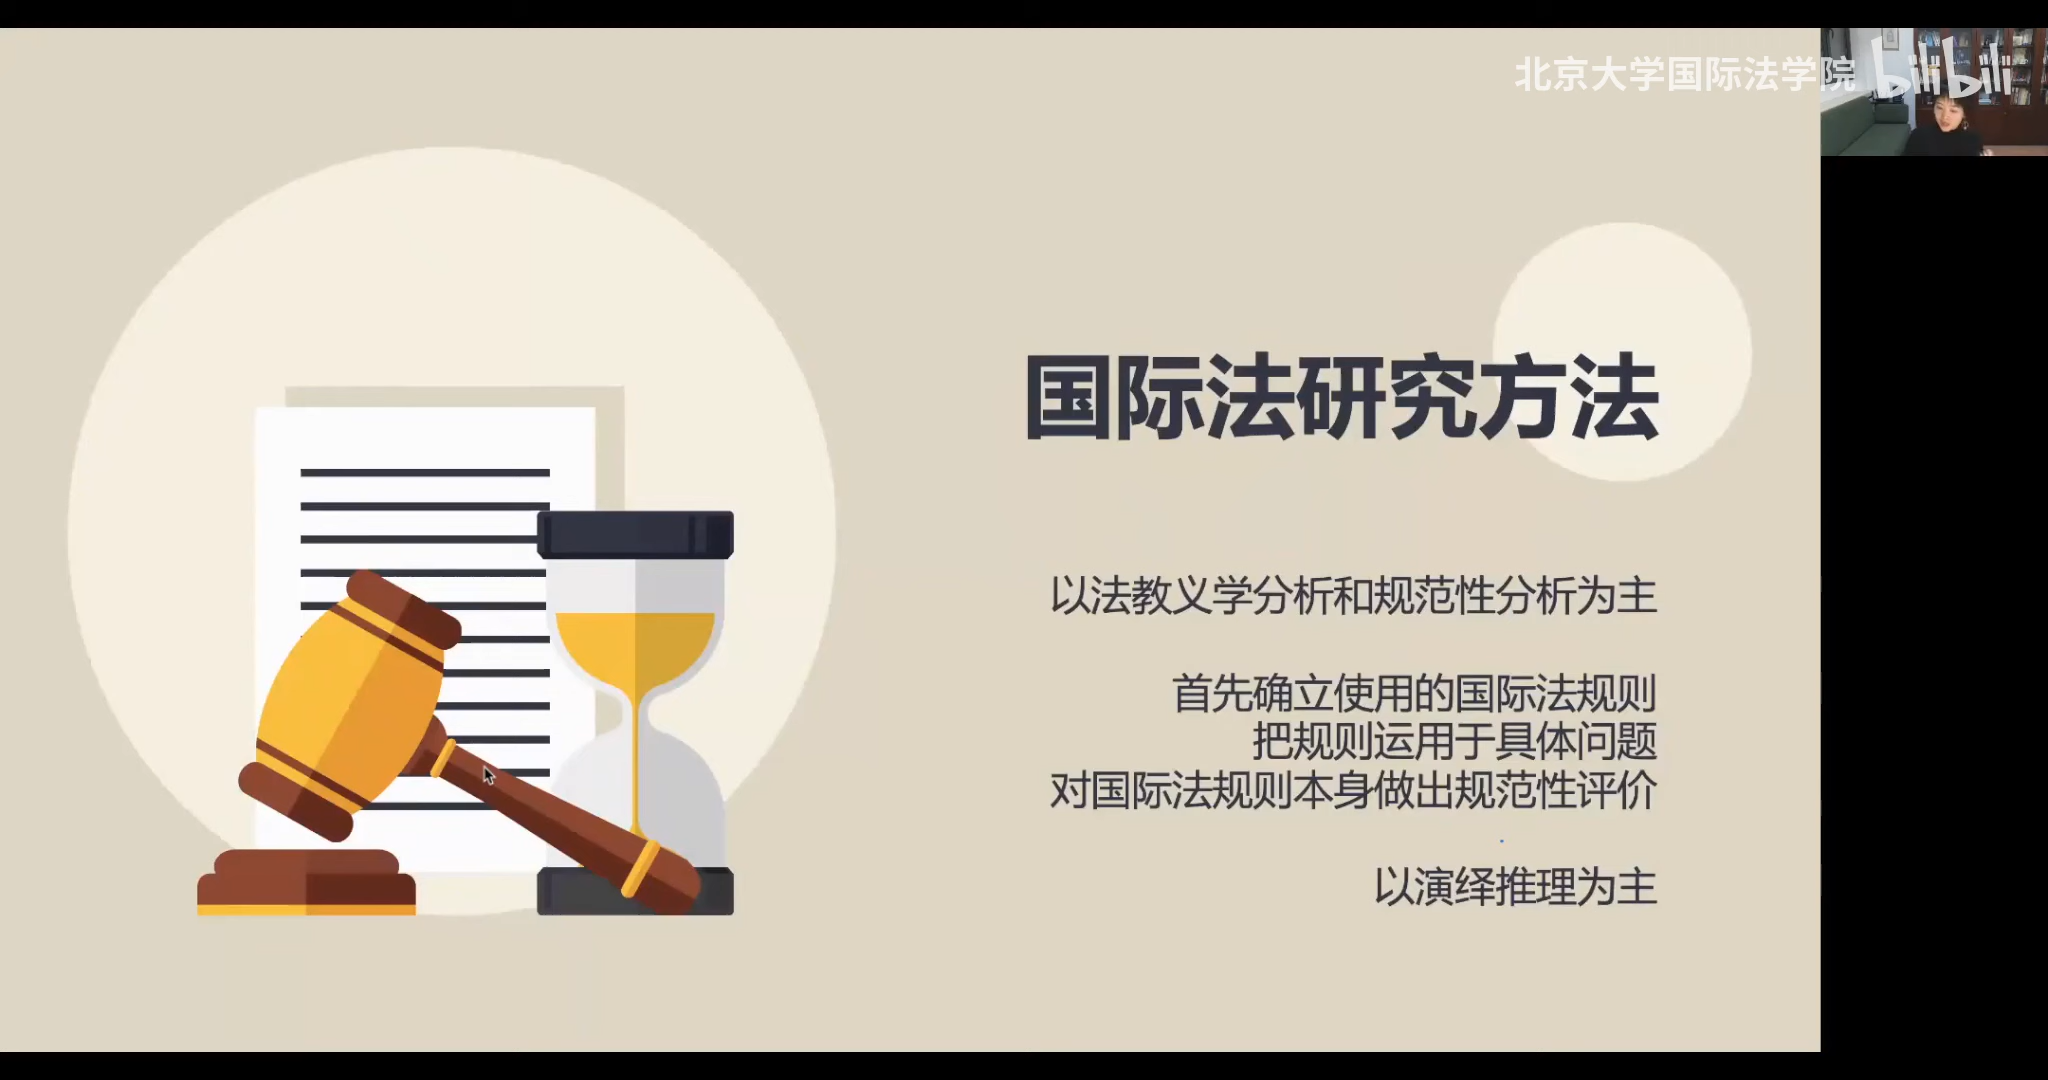 北京大学国际法学院 bilibili
国际法研究方法
以法教义学分析和规范性分析为主
首先确立使用的国际法规则
把规则运用于具体问题
对国际法规则本身做出规范性评价
以演绎推理为主